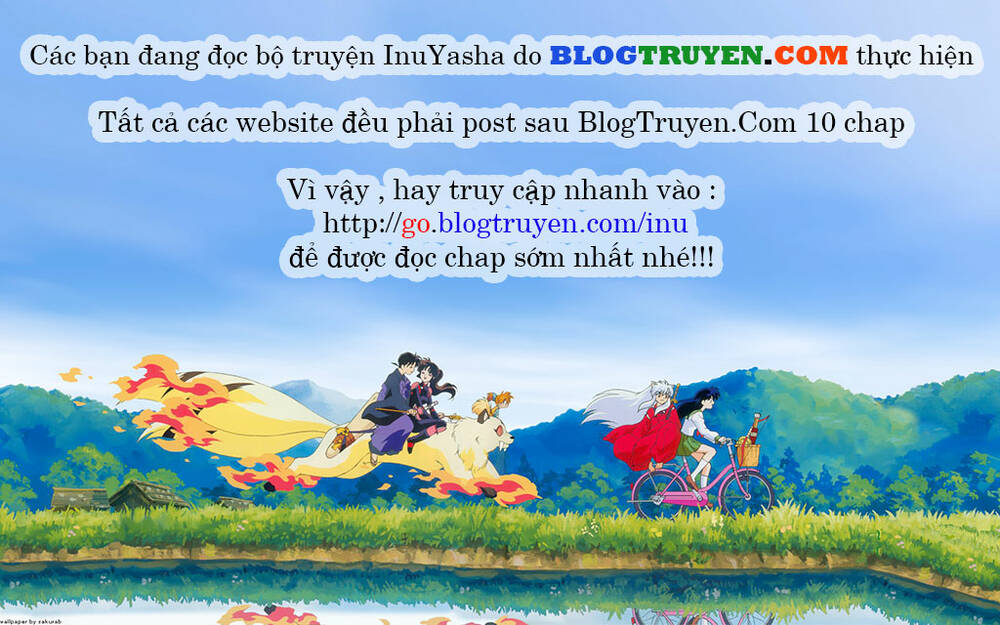 Các bạn đang đọc bộ truyện InuYasha do BLOGTRUYEN.COM thực hiện
Tất cả các website đều phải post sau BlogTruyen.Com 10 chap
Vì vậy , hay truy cập nhanh vào :
http://go.blogtruyen.com/inu
để được đọc chap sớm nhất nhé!!!
wallpaper by sakurab